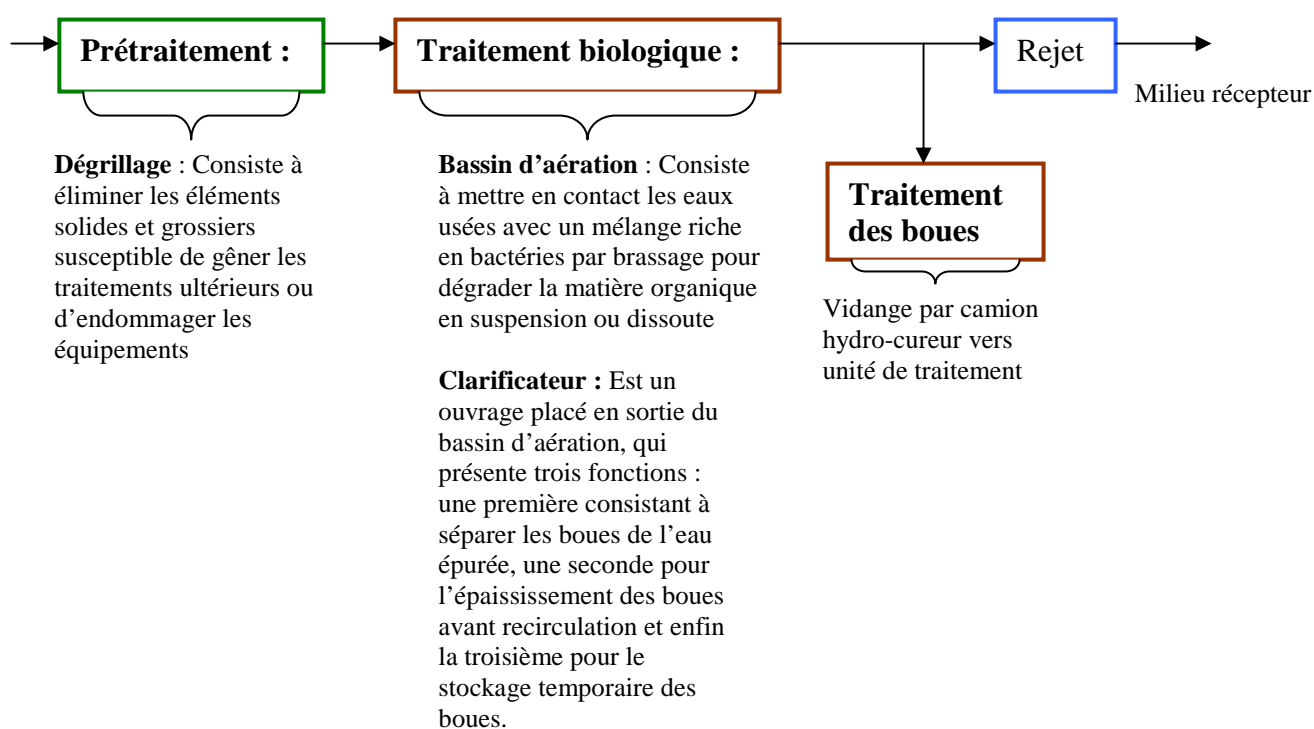 Prétraitement :
Traitement biologique :
Rejet
Milieu récepteur
Dégrillage : Consiste à
éliminer les éléments
solides et grossiers
susceptible de gêner les
traitements ultérieurs ou
d’endommager les
équipements
Bassin d’aération : Consiste
à mettre en contact les eaux
usées avec un mélange riche
en bactéries par brassage pour
dégrader la matière organique
en suspension ou dissoute
Clarificateur : Est un
ouvrage placé en sortie du
bassin d’aération, qui
présente trois fonctions :
une première consistant à
séparer les boues de l’eau
épurée, une seconde pour
l’épaississement des boues
avant recirculation et enfin
la troisième pour le
stockage temporaire des
boues.
Traitement
des boues
Vidange par camion
hydro-cureur vers
unité de traitement